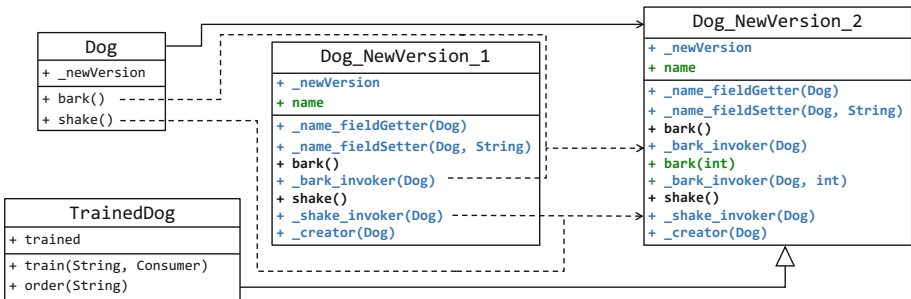 Dog
+ _newVersion
+ bark()
+ shake()
TrainedDog
+ trained
+ train(String, Consumer)
+ order(String)
Dog_NewVersion_1
+ _newVersion
+ name
+ _name_fieldGetter(Dog)
+ _name_fieldSetter(Dog, String)
+ bark()
+ _bark_invoker(Dog)
+ shake()
+ _shake_invoker(Dog)
+ _creator(Dog)
Dog_NewVersion_2
+ _newVersion
+ name
+ _name_fieldGetter(Dog)
+ _name_fieldSetter(Dog, String)
+ bark()
+ _bark_invoker(Dog)
+ bark(int)
+ _bark_invoker(Dog, int)
+ shake()
+ _shake_invoker(Dog)
+ _creator(Dog)